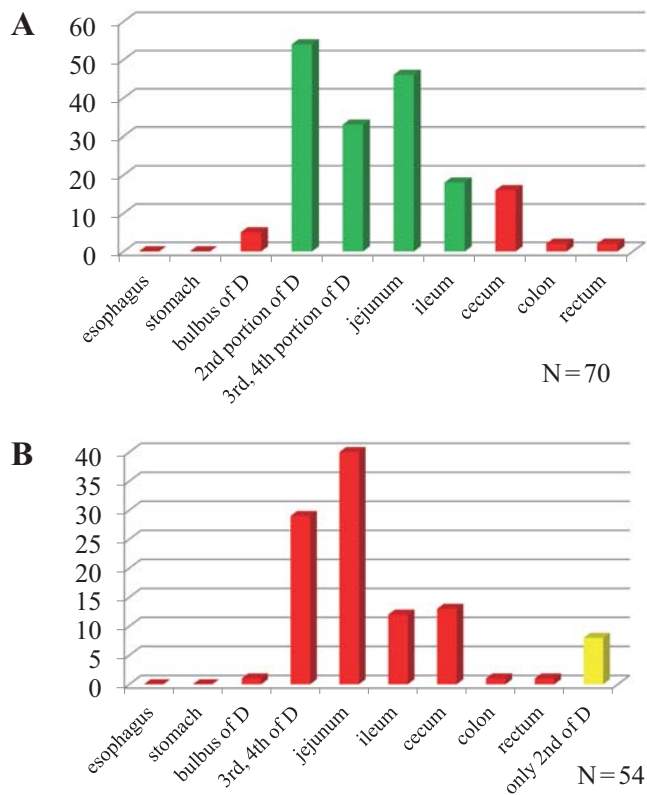 A
60
50
40
30
20
10
0
esophagus
stomach
bulbus of D
2nd portion of D
3rd, 4th portion of D
jejunum
ileum
cecum
colon
rectum
N=70
B
40
35
30
25
20
15
10
5
0
esophagus
stomach
bulbus of D
3rd, 4th of D
jejunum
ileum
cecum
colon
rectum
only 2nd of D
N=54